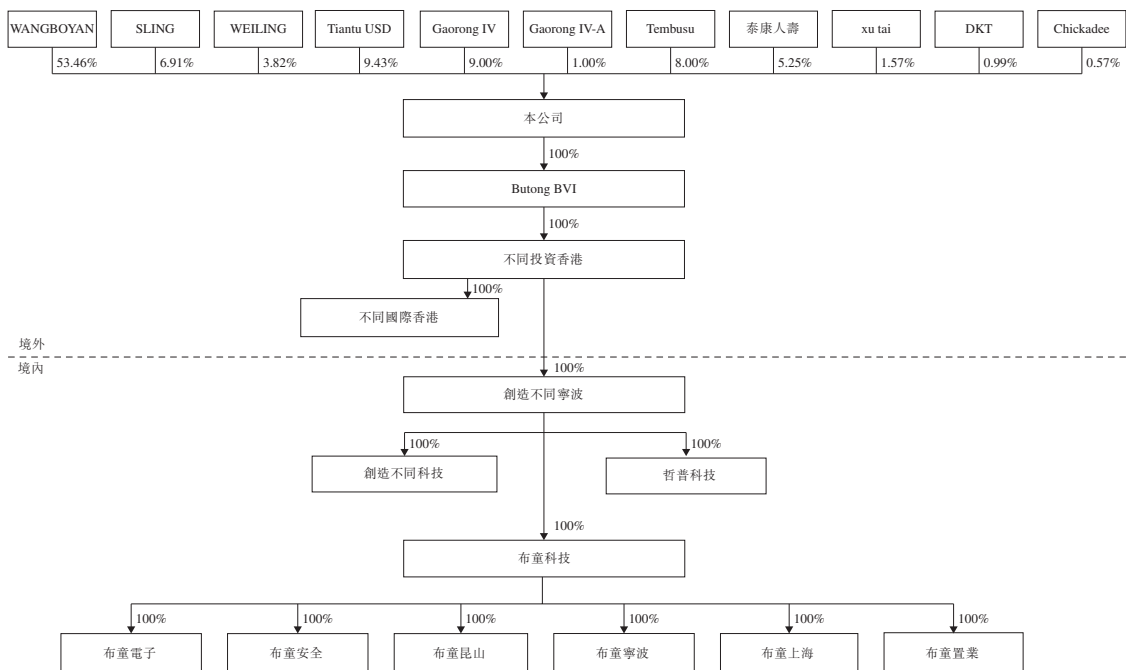 WANGBOYAN
SLING
WEILING
Tiantu USD
Gaorong IV
Gaorong IV-A
Tembusu
泰康人壽
xu tai
DKT
Chickadee
53.46%
6.91%
3.82%
9.43%
9.00%
1.00%
8.00%
5.25%
1.57%
0.99%
0.57%
本公司
100%
Butong BVI
100%
不同投資香港
100%
不同國際香港
境外
境內
100%
創造不同寧波
100%
100%
創造不同科技
哲普科技
100%
布童科技
100%
100%
100%
100%
100%
100%
布童電子
布童安全
布童昆山
布童寧波
布童上海
布童置業